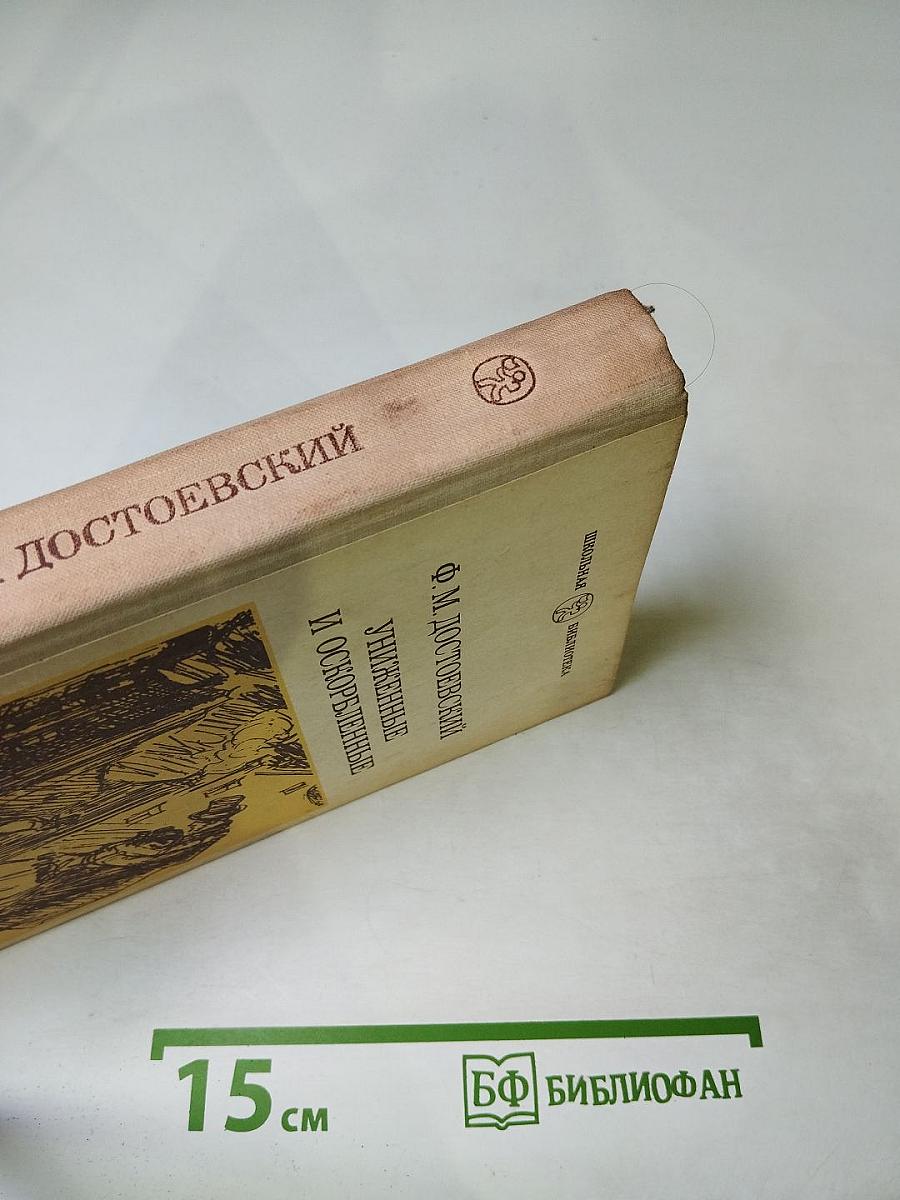 ДОСТОЕВСКИЙ
ШКОЛЬНАЯ БИБЛИОТЕКА
Ф. М. ДОСТОЕВСКИЙ
УНИЖЕННЫЕ
И ОСКОРБЛЕННЫЕ
15 см
БФ БИБЛИОФАН